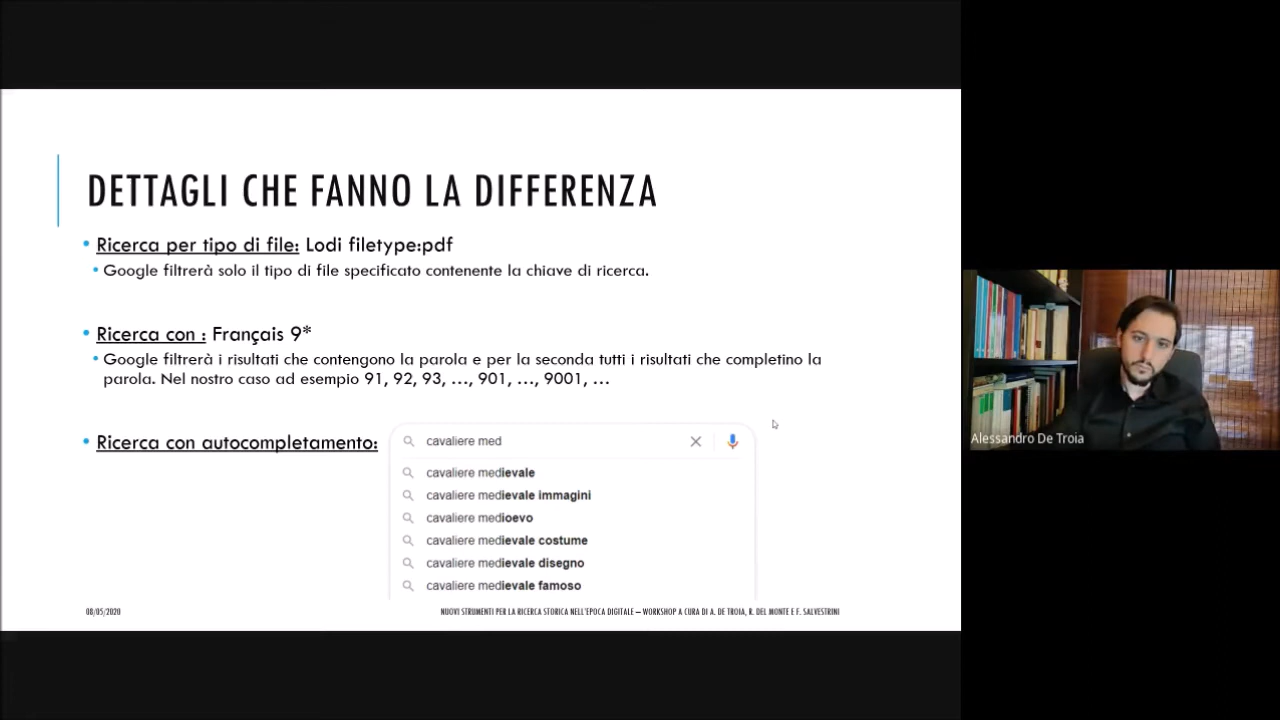 DETTAGLI CHE FANNO LA DIFFERENZA
• Ricerca per tipo di file: Lodi filetype:pdf
• Google filtrerà solo il tipo di file specificato contenente la chiave di ricerca.
• Ricerca con : Français 9*
• Google filtrerà i risultati che contengono la parola e per la seconda tutti i risultati che completino la
parola. Nel nostro caso ad esempio 91, 92, 93, …, 901, …, 9001, …
• Ricerca con autocompletamento:
cavaliere med
cavaliere medievale
cavaliere medievale immagini
cavaliere medioevo
cavaliere medievale costume
cavaliere medievale disegno
cavaliere medievale famoso
08/05/2020
NUOVI STRUMENTI PER LA RICERCA STORICA NELL'EPOCA DIGITALE – WORKSHOP A CURA DI A. DE TROIA, R. DEL MONTE E F. SALVESTRINI
Alessandro De Troia